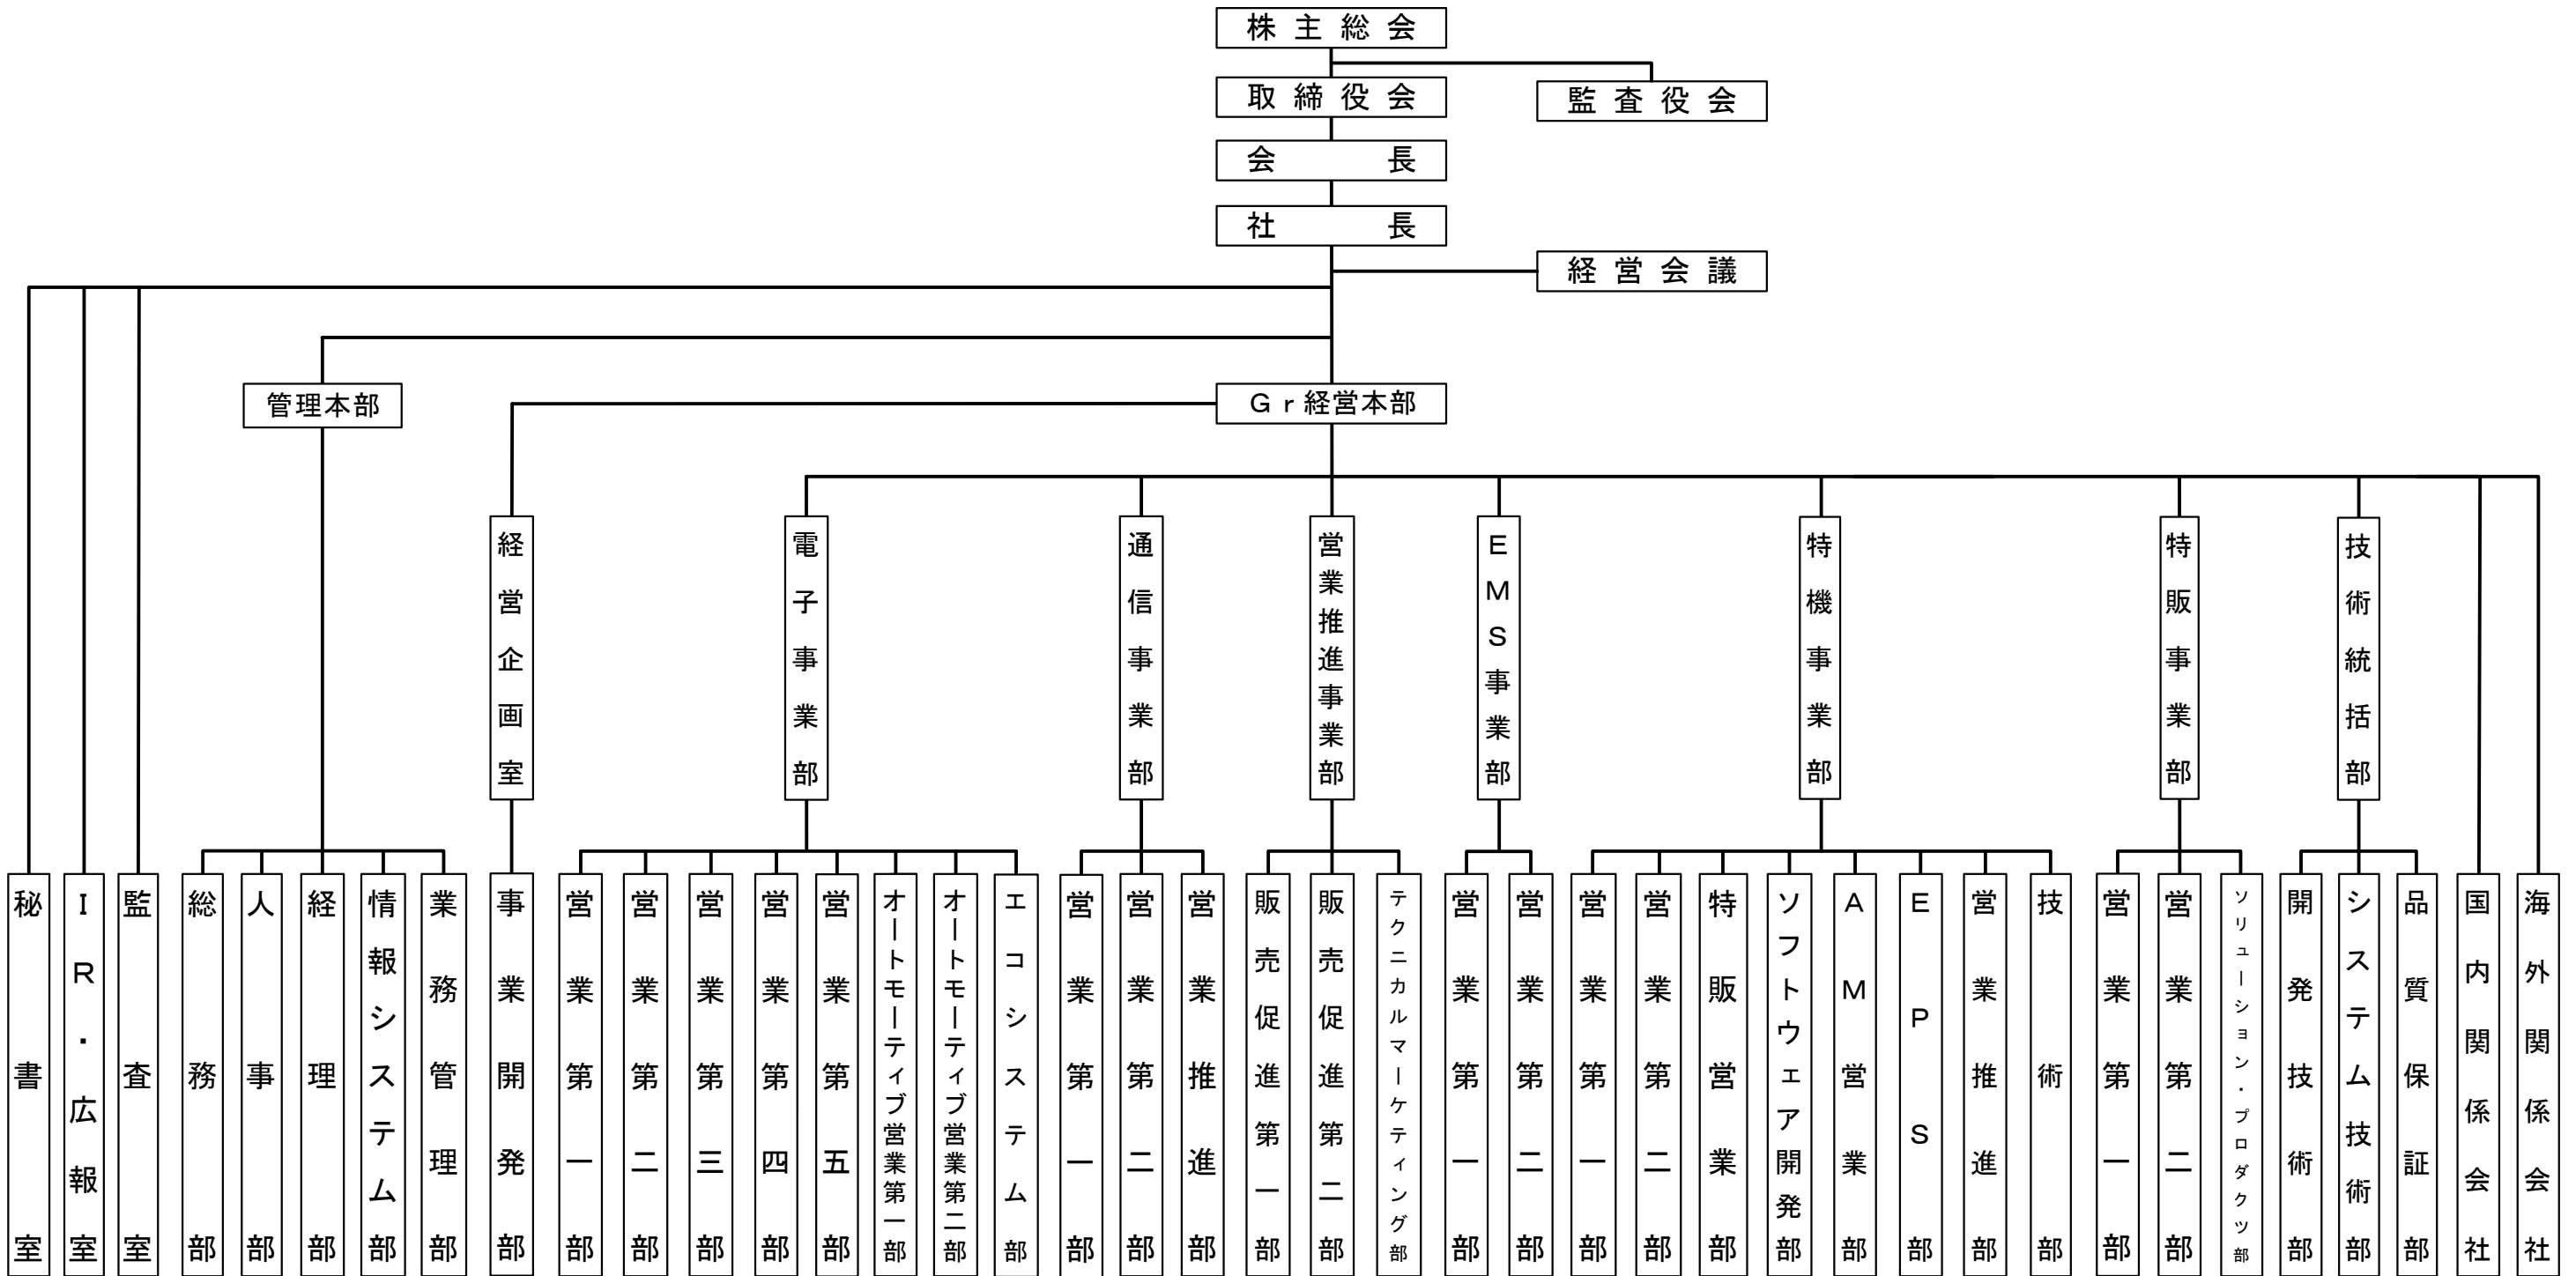 株主総会
取締役会
監査役会
会長
社長
経営会議
管理本部
Ｇｒ経営本部
経営企画室
電子事業部
通信事業部
営業推進事業部
ＥＭＳ事業部
特機事業部
特販事業部
技術統括部
秘書室
ＩＲ・広報室
監査室
総務部
人事部
経理部
情報システム部
業務管理部
事業開発部
営業第一部
営業第二部
営業第三部
営業第四部
営業第五部
オートモーティブ営業第一部
オートモーティブ営業第二部
エコシステム部
営業第一部
営業第二部
営業推進部
販売促進第一部
販売促進第二部
テクニカルマーケティング部
営業第一部
営業第二部
営業第一部
営業第二部
特販営業部
ソフトウェア開発部
ＡＭ営業部
ＥＰＳ部
営業推進部
技術部
営業第一部
営業第二部
ソリューション・プロダクツ部
開発技術部
システム技術部
品質保証部
国内関係会社
海外関係会社